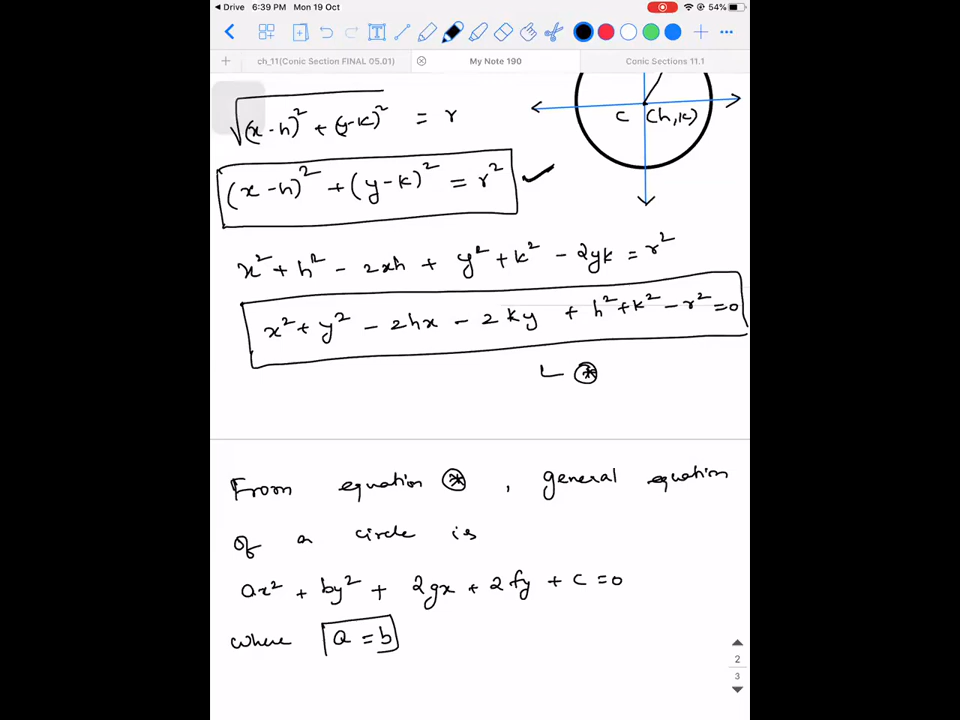 Drive 6:39 PM Mon 19 Oct 54%
ch_11(Conic Section FINAL 05.01) My Note 190 Conic Sections 11.1
√(x-h)² + (y-k)² = r
C (h,k)
(x-h)² + (y-k)² = r²
x² + h² - 2xh + y² + k² - 2yk = r²
x² + y² - 2hx - 2ky + h² + k² - r² = 0
⊛
From equation ⊛, general equation
of a circle is
ax² + by² + 2gx + 2fy + c = 0
where a = b
2
3